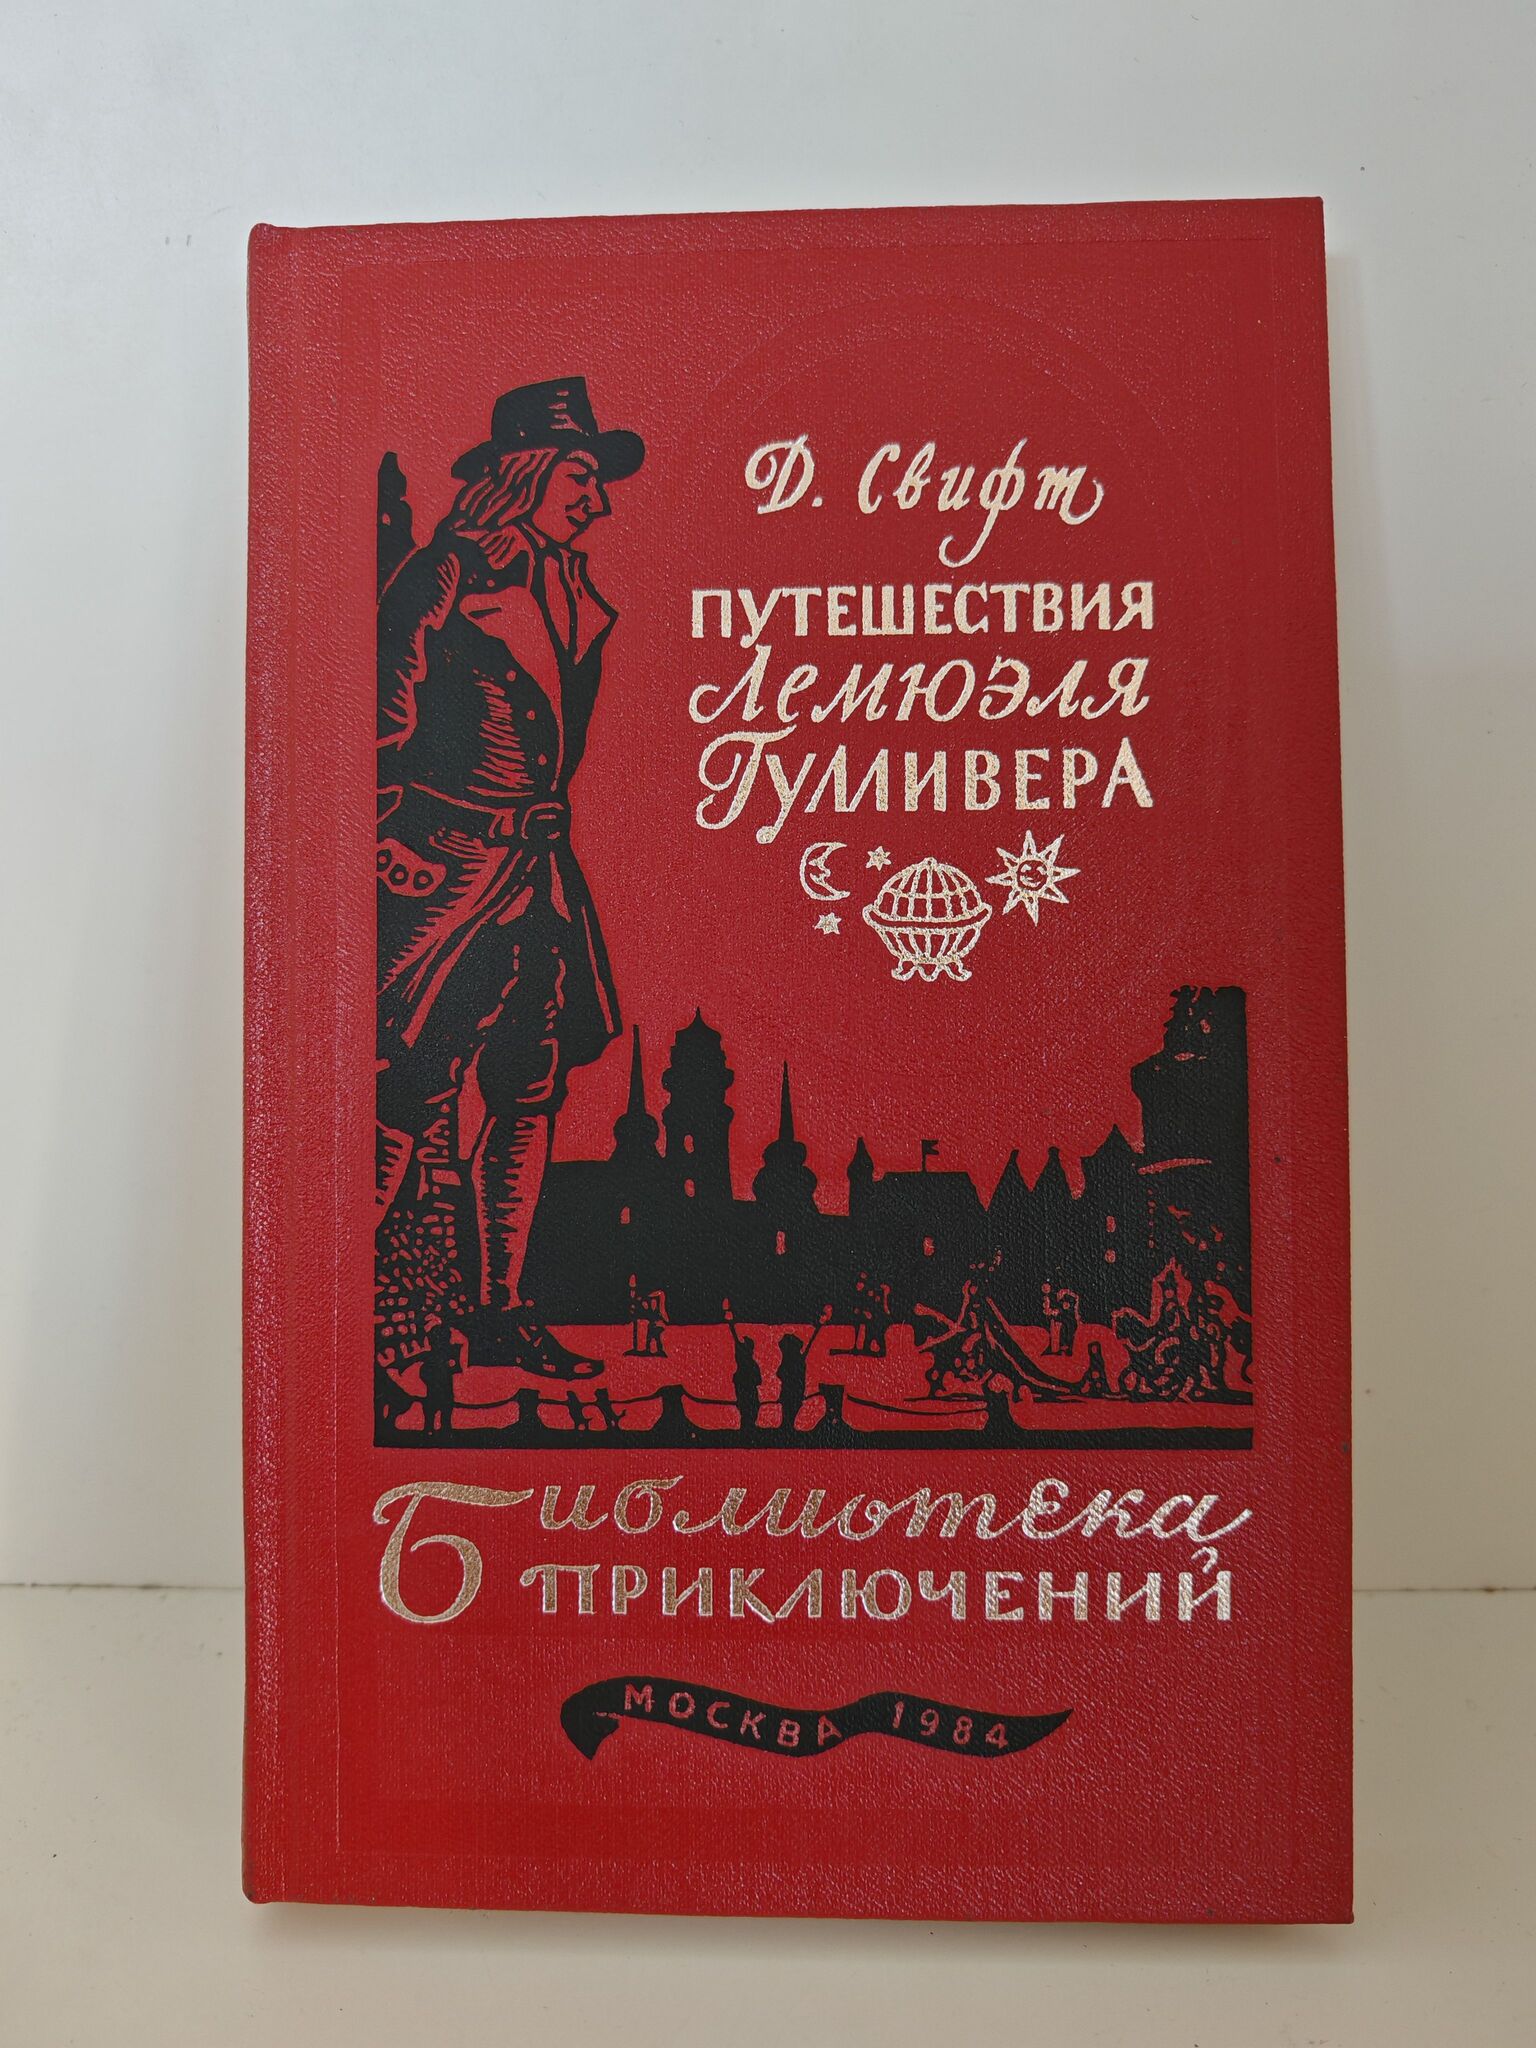 Д. Свифт
ПУТЕШЕСТВИЯ
Лемюэля
ГУЛЛИВЕРА
Библиотека
ПРИКЛЮЧЕНИЙ
МОСКВА 1984